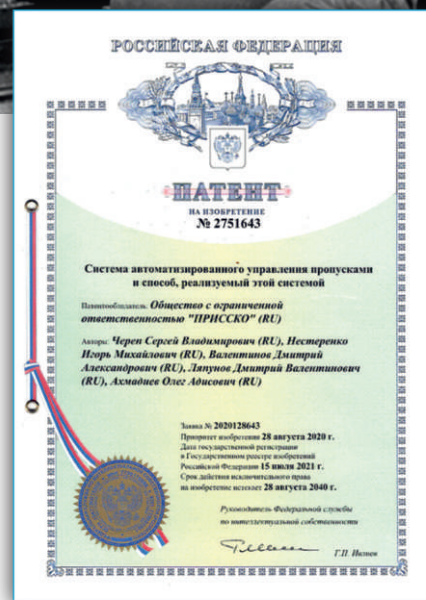 РОССИЙСКАЯ ФЕДЕРАЦИЯ
ПАТЕНТ
НА ИЗОБРЕТЕНИЕ
№ 2751643
Система автоматизированного управления пропусками
и способ, реализуемый этой системой
Патентообладатель: Общество с ограниченной
ответственностью "ПРИССКО" (RU)
Авторы: Череп Сергей Владимирович (RU), Нестеренко
Игорь Михайлович (RU), Валентинов Дмитрий
Александрович (RU), Ляпунов Дмитрий Валентинович
(RU), Ахмадиев Олег Адисович (RU)
Заявка № 2020128643
Приоритет изобретения 28 августа 2020 г.
Дата государственной регистрации
в Государственном реестре изобретений
Российской Федерации 15 июля 2021 г.
Срок действия исключительного права
на изобретение истекает 28 августа 2040 г.
Руководитель Федеральной службы
по интеллектуальной собственности
Г.П. Ивлиев